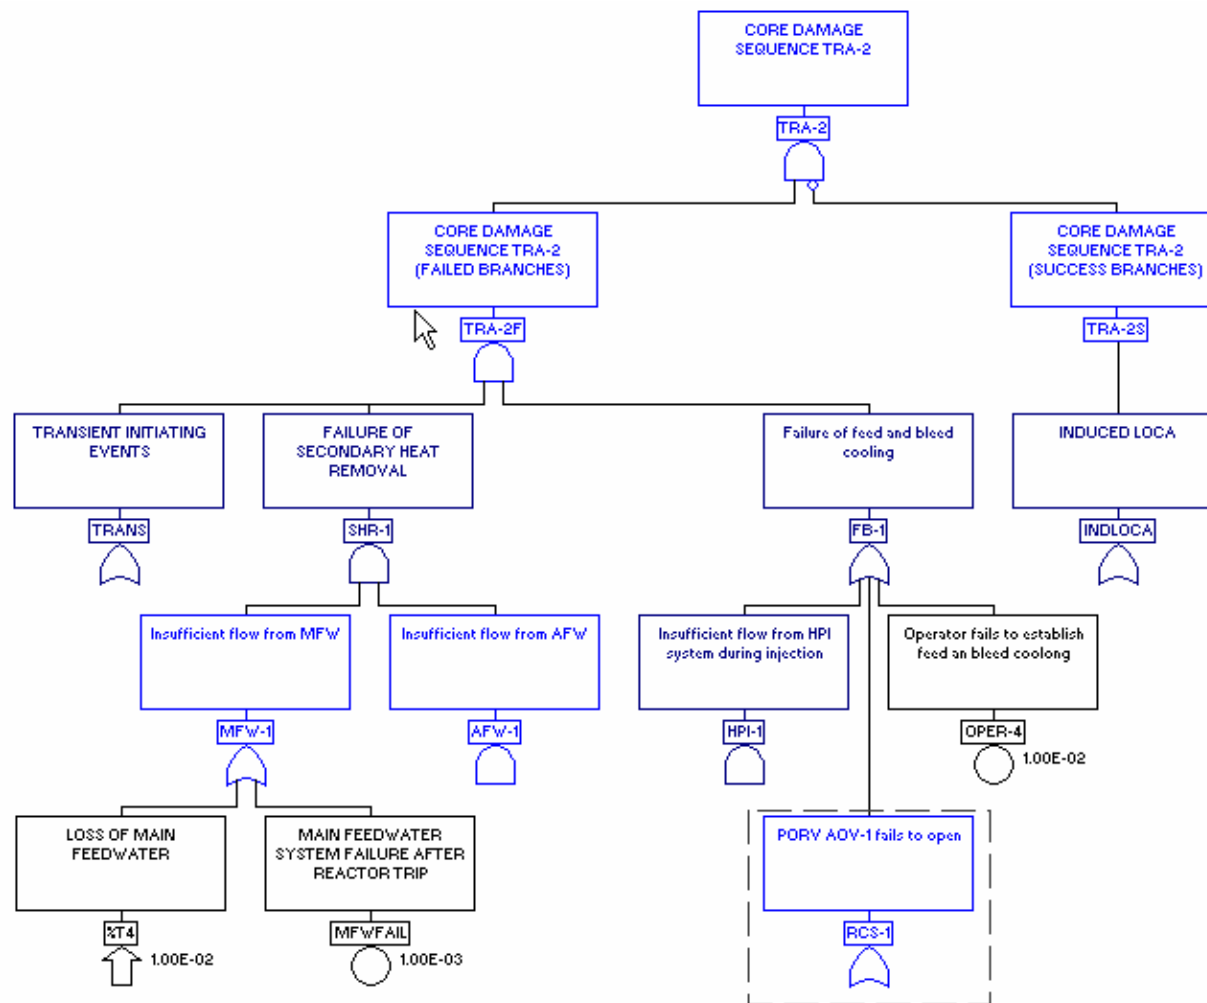 CORE DAMAGE
SEQUENCE TRA-2
TRA-2
CORE DAMAGE
SEQUENCE TRA-2
(FAILED BRANCHES)
CORE DAMAGE
SEQUENCE TRA-2
(SUCCESS BRANCHES)
TRA-2F
TRA-2S
TRANSIENT INITIATING
EVENTS
FAILURE OF
SECONDARY HEAT
REMOVAL
Failure of feed and bleed
cooling
INDUCED LOCA
TRANS
SHR-1
FB-1
INDLOCA
Insufficient flow from MFW
Insufficient flow from AFW
Insufficient flow from HPI
system during injection
Operator fails to establish
feed an bleed coolong
MFW-1
AFW-1
HPI-1
OPER-4
1.00E-02
LOSS OF MAIN
FEEDWATER
MAIN FEEDWATER
SYSTEM FAILURE AFTER
REACTOR TRIP
PORV AOV-1 fails to open
%T4
MFWFAIL
RCS-1
1.00E-02
1.00E-03